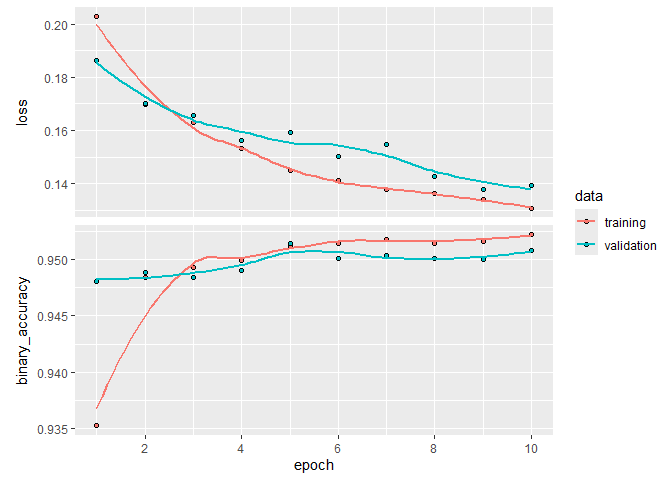 0.20
0.18
0.16
0.14
loss
0.950
0.945
0.940
0.935
binary_accuracy
2 4 6 8 10
epoch
data
training
validation